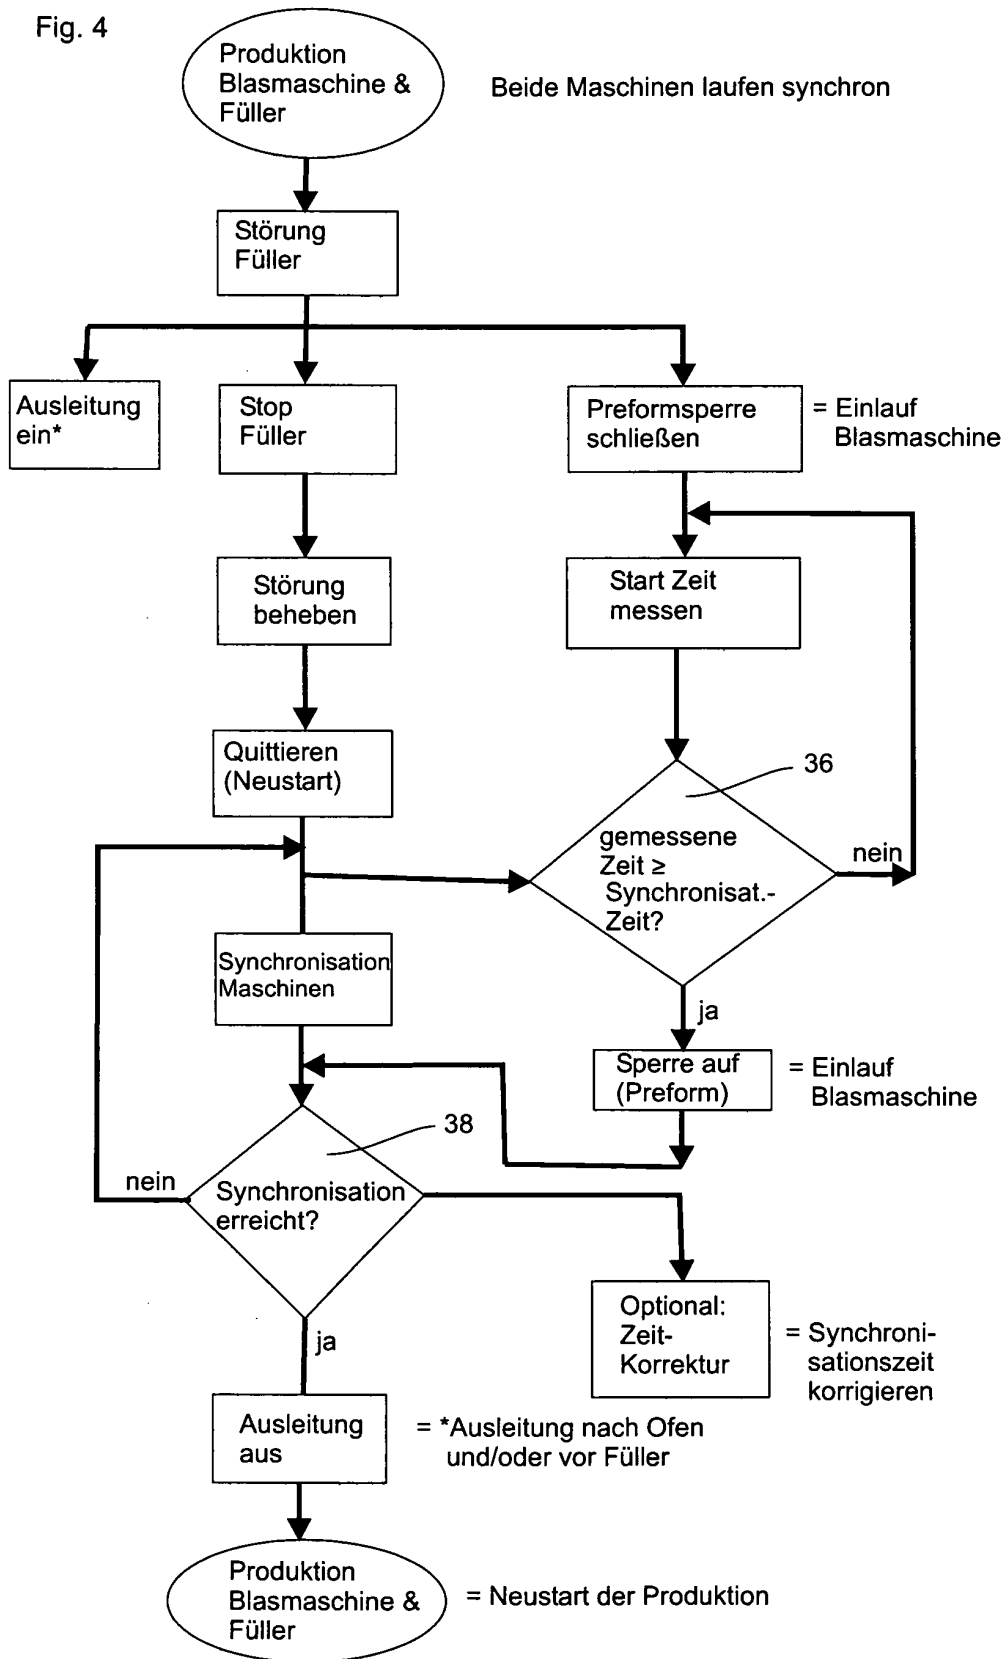 Fig. 4
Produktion
Blasmaschine &
Füller
Beide Maschinen laufen synchron
Störung
Füller
Ausleitung
ein*
Stop
Füller
Preformsperre
schließen
= Einlauf
Blasmaschine
Störung
beheben
Start Zeit
messen
Quittieren
(Neustart)
36
gemessene
Zeit ≥
Synchronisat.-
Zeit?
nein
Synchronisation
Maschinen
ja
Sperre auf
(Preform)
= Einlauf
Blasmaschine
38
nein
Synchronisation
erreicht?
Optional:
Zeit-
Korrektur
= Synchroni-
sationszeit
korrigieren
ja
Ausleitung
aus
= *Ausleitung nach Ofen
und/oder vor Füller
Produktion
Blasmaschine &
Füller
= Neustart der Produktion